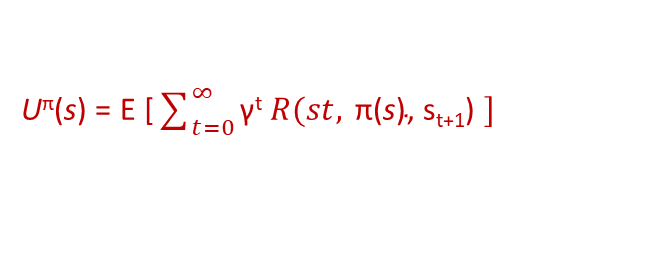 Uπ(s) = E [ ∑∞t=0 γt R(st, π(s)., st+1) ]